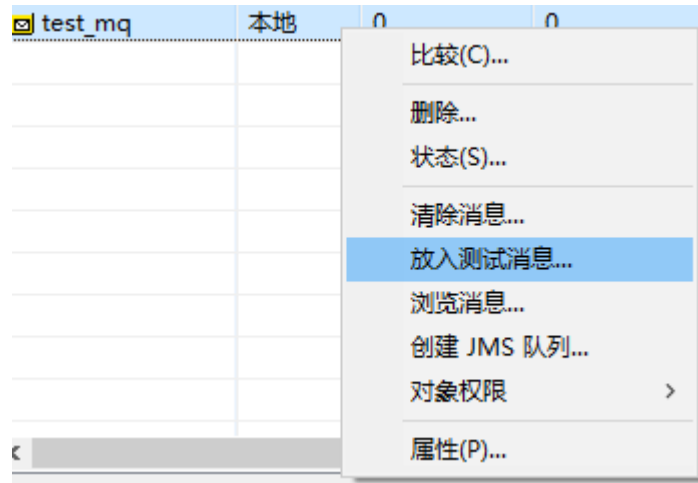 test_mq 本地 0 0
比较(C)...
删除...
状态(S)...
清除消息...
放入测试消息...
浏览消息...
创建 JMS 队列...
对象权限
属性(P)...